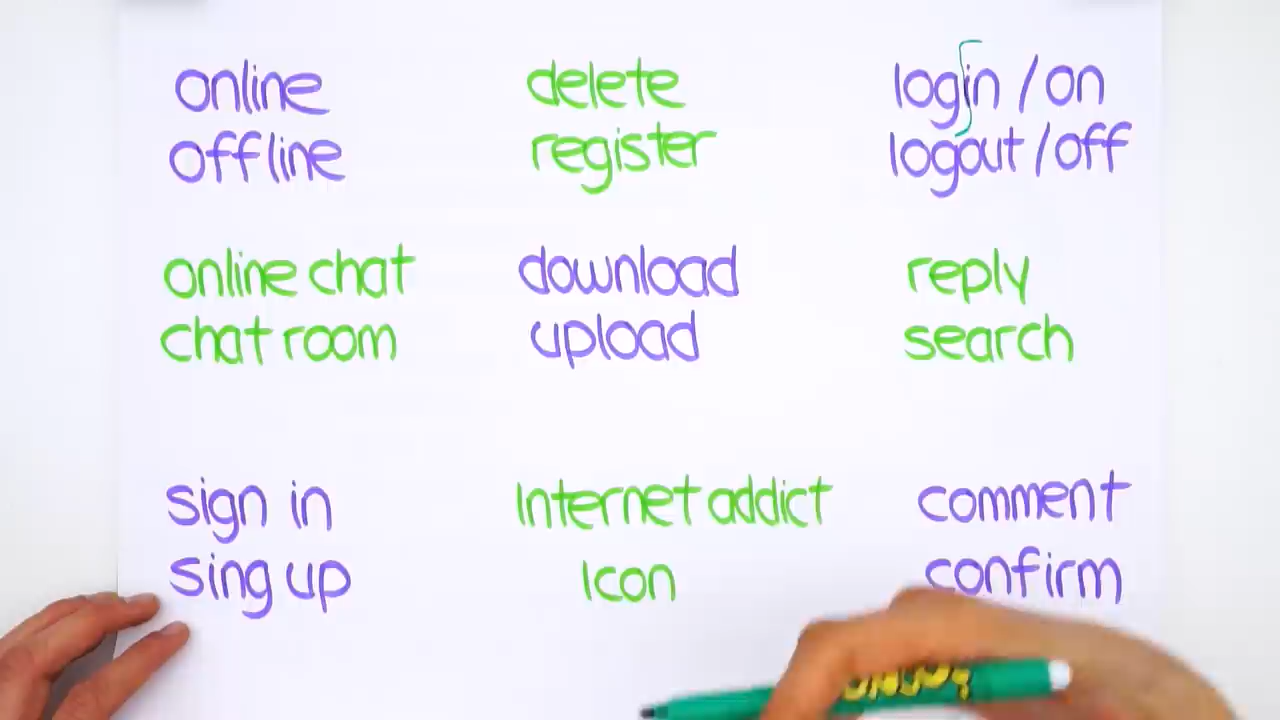 online
offline
delete
register
login / on
logout / off
online chat
chat room
download
upload
reply
search
sign in
sing up
Internet addict
Icon
comment
confirm